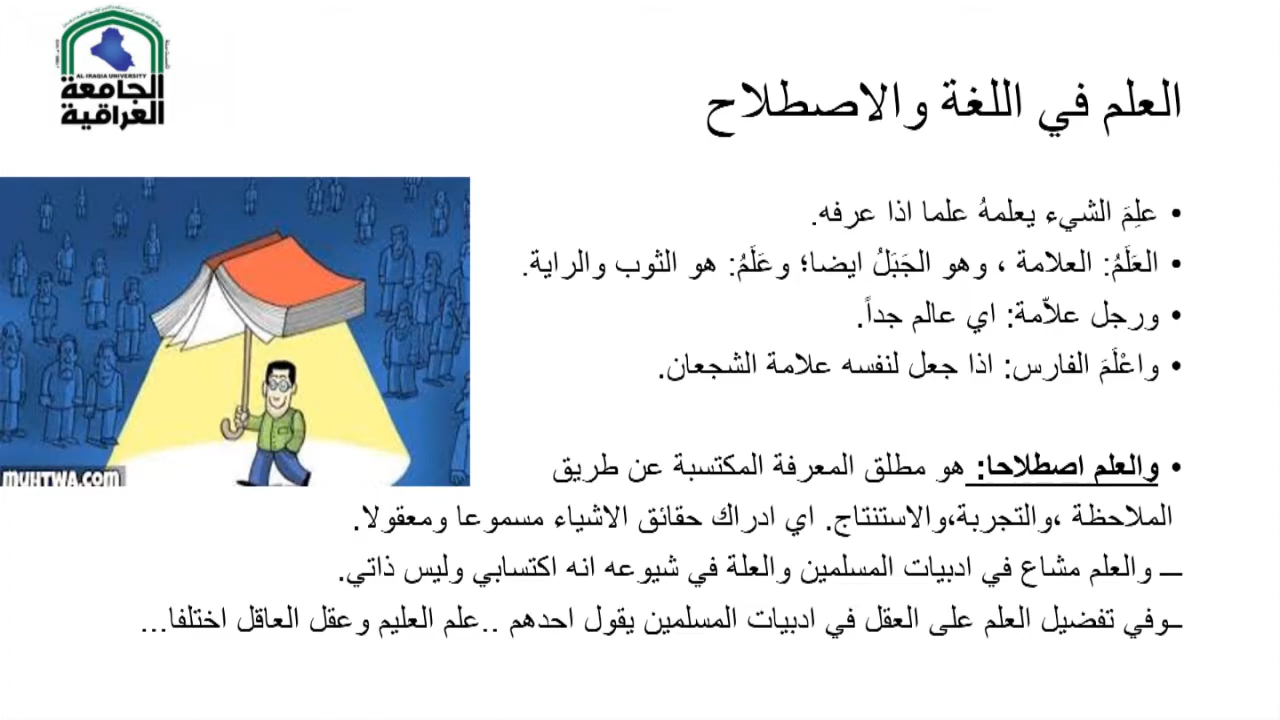 AL-IRAQIA UNIVERSITY
الجامعة
العراقية
العلم في اللغة والاصطلاح
• علِمَ الشيء يعلمهُ علما اذا عرفه.
• العَلَمُ: العلامة ، وهو الجَبَلُ ايضا؛ وعَلَمُ: هو الثوب والراية.
• ورجل علاّمة: اي عالم جداً.
• واعْلَمَ الفارس: اذا جعل لنفسه علامة الشجعان.
• والعلم اصطلاحا: هو مطلق المعرفة المكتسبة عن طريق
الملاحظة ،والتجربة،والاستنتاج. اي ادراك حقائق الاشياء مسموعا ومعقولا.
ـــ والعلم مشاع في ادبيات المسلمين والعلة في شيوعه انه اكتسابي وليس ذاتي.
ـوفي تفضيل العلم على العقل في ادبيات المسلمين يقول احدهم ..علم العليم وعقل العاقل اختلفا...
MUHTWA.COM